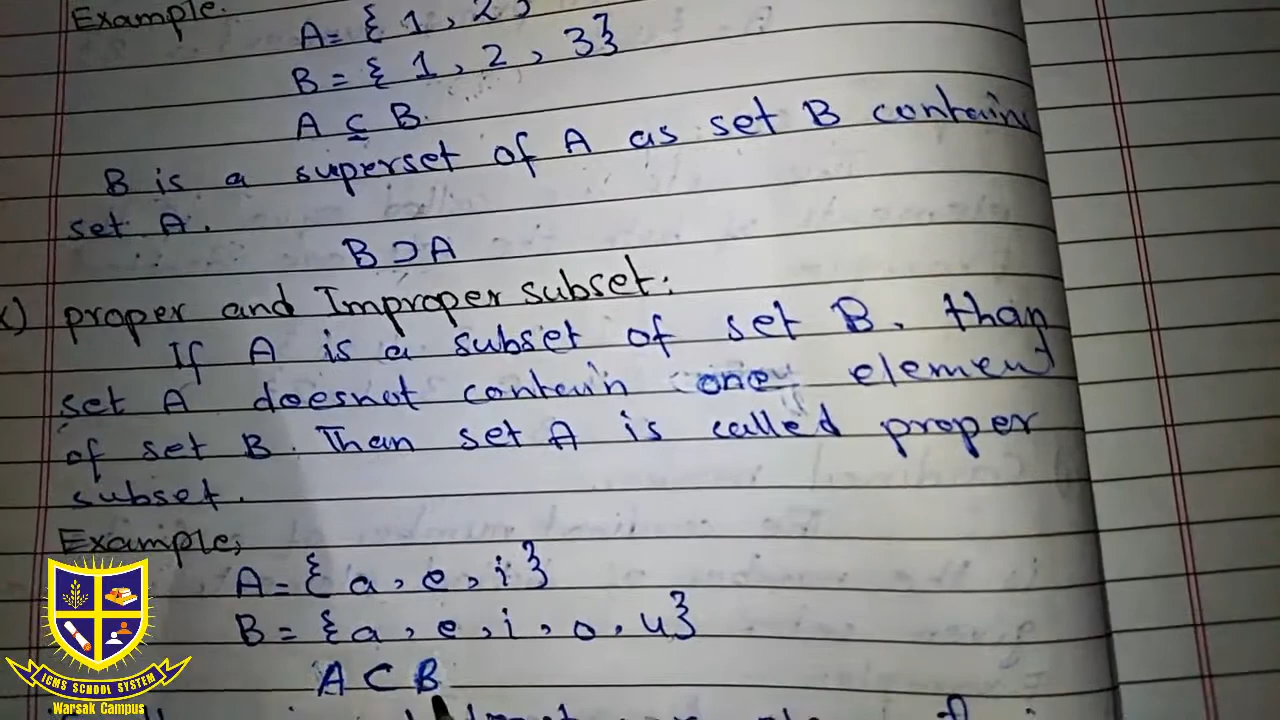 Example.
A = { 1 , 2 }
B = { 1 , 2 , 3 }
A ⊆ B.
B is a superset of A as set B contains
set A.
B ⊃ A
proper and Improper subset:
If A is a subset of set B. than
set A doesnot contain one element
of set B. Than set A is called proper
subset.
Example;
A = { a , e , i }
B = { a , e , i , o , u }
A ⊂ B
ICMS SCHOOL SYSTEM
Warsak Campus